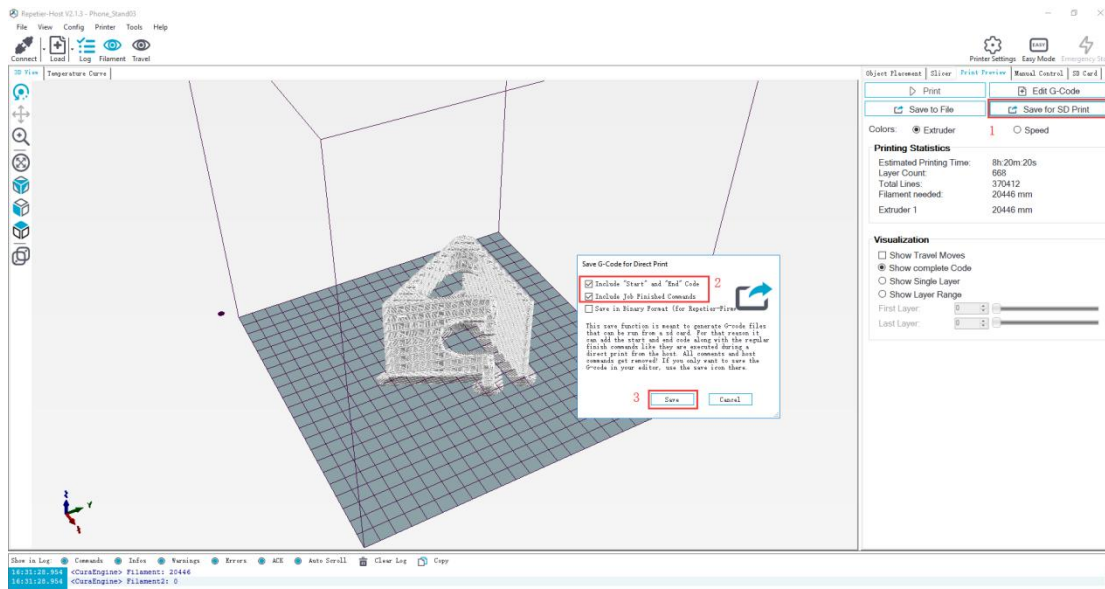 Repetier-Host V2.1.3 - Phone_Stand03
File View Config Printer Tools Help
Connect Load Log Filament Travel
Printer Settings Easy Mode Emergency St
3D View Temperature Curve
Object Placement Slicer Print Preview Manual Control SD Card
Print Edit G-Code
Save to File Save for SD Print
Colors: Extruder 1 Speed
Printing Statistics
Estimated Printing Time: 8h:20m:20s
Layer Count: 668
Total Lines: 370412
Filament needed: 20446 mm
Extruder 1 20446 mm
Visualization
Show Travel Moves
Show complete Code
Show Single Layer
Show Layer Range
First Layer: 0
Last Layer: 0
Save G-Code for Direct Print
Include "Start" and "End" Code 2
Include Job Finished Commands
Save in Binary Format (for Repetier-Firm
This save function is meant to generate G-code files
that can be run from a sd card. For that reason it
can add the start and end code along with the regular
finish commands like they are executed during a
direct print from the host. All comments and host
commands get removed! If you only want to save the
G-code in your editor, use the save icon there.
3 Save Cancel
Show in Log: Commands Infos Warnings Errors ACK Auto Scroll Clear Log Copy
16:31:28.954 <CuraEngine> Filament: 20446
16:31:28.954 <CuraEngine> Filament2: 0